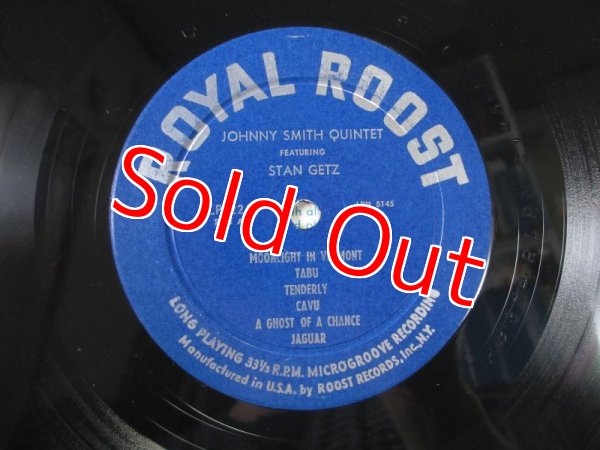 ROYAL ROOST
JOHNNY SMITH QUINTET
FEATURING
STAN GETZ
5145
Sold Out
MOONLIGHT IN
TABU
TENDERLY
CAVU
A GHOST OF A CHANCE
JAGUAR
LONG PLAYING 33⅓ R.P.M. MICROGROOVE RECORDING
Manufactured in U.S.A. by ROOST RECORDS, Inc., N.Y.